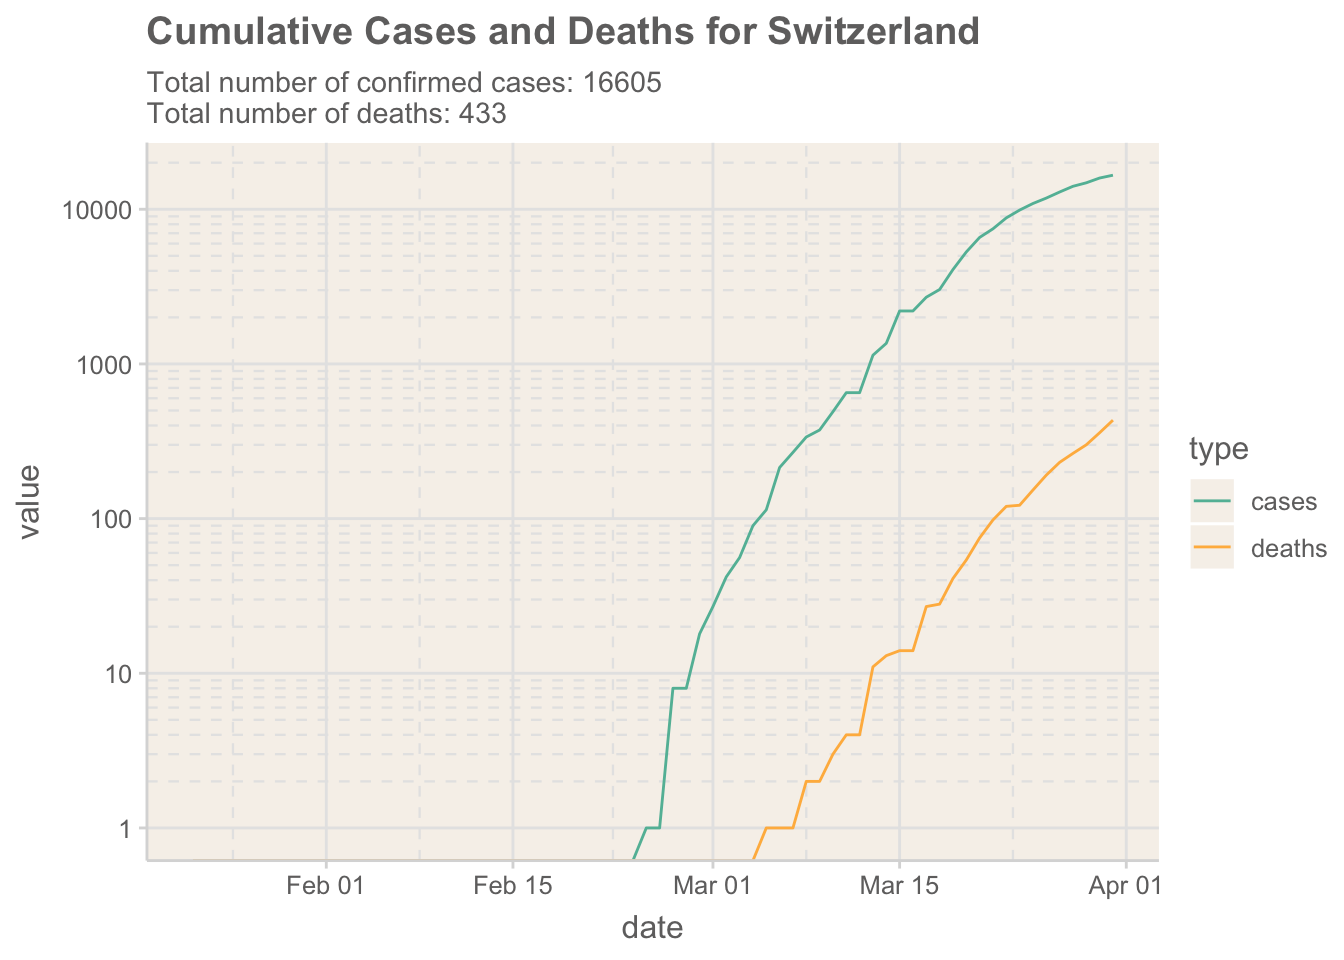 Cumulative Cases and Deaths for Switzerland
Total number of confirmed cases: 16605
Total number of deaths: 433
10000
1000
100
10
1
value
Feb 01
Feb 15
Mar 01
Mar 15
Apr 01
date
type
cases
deaths